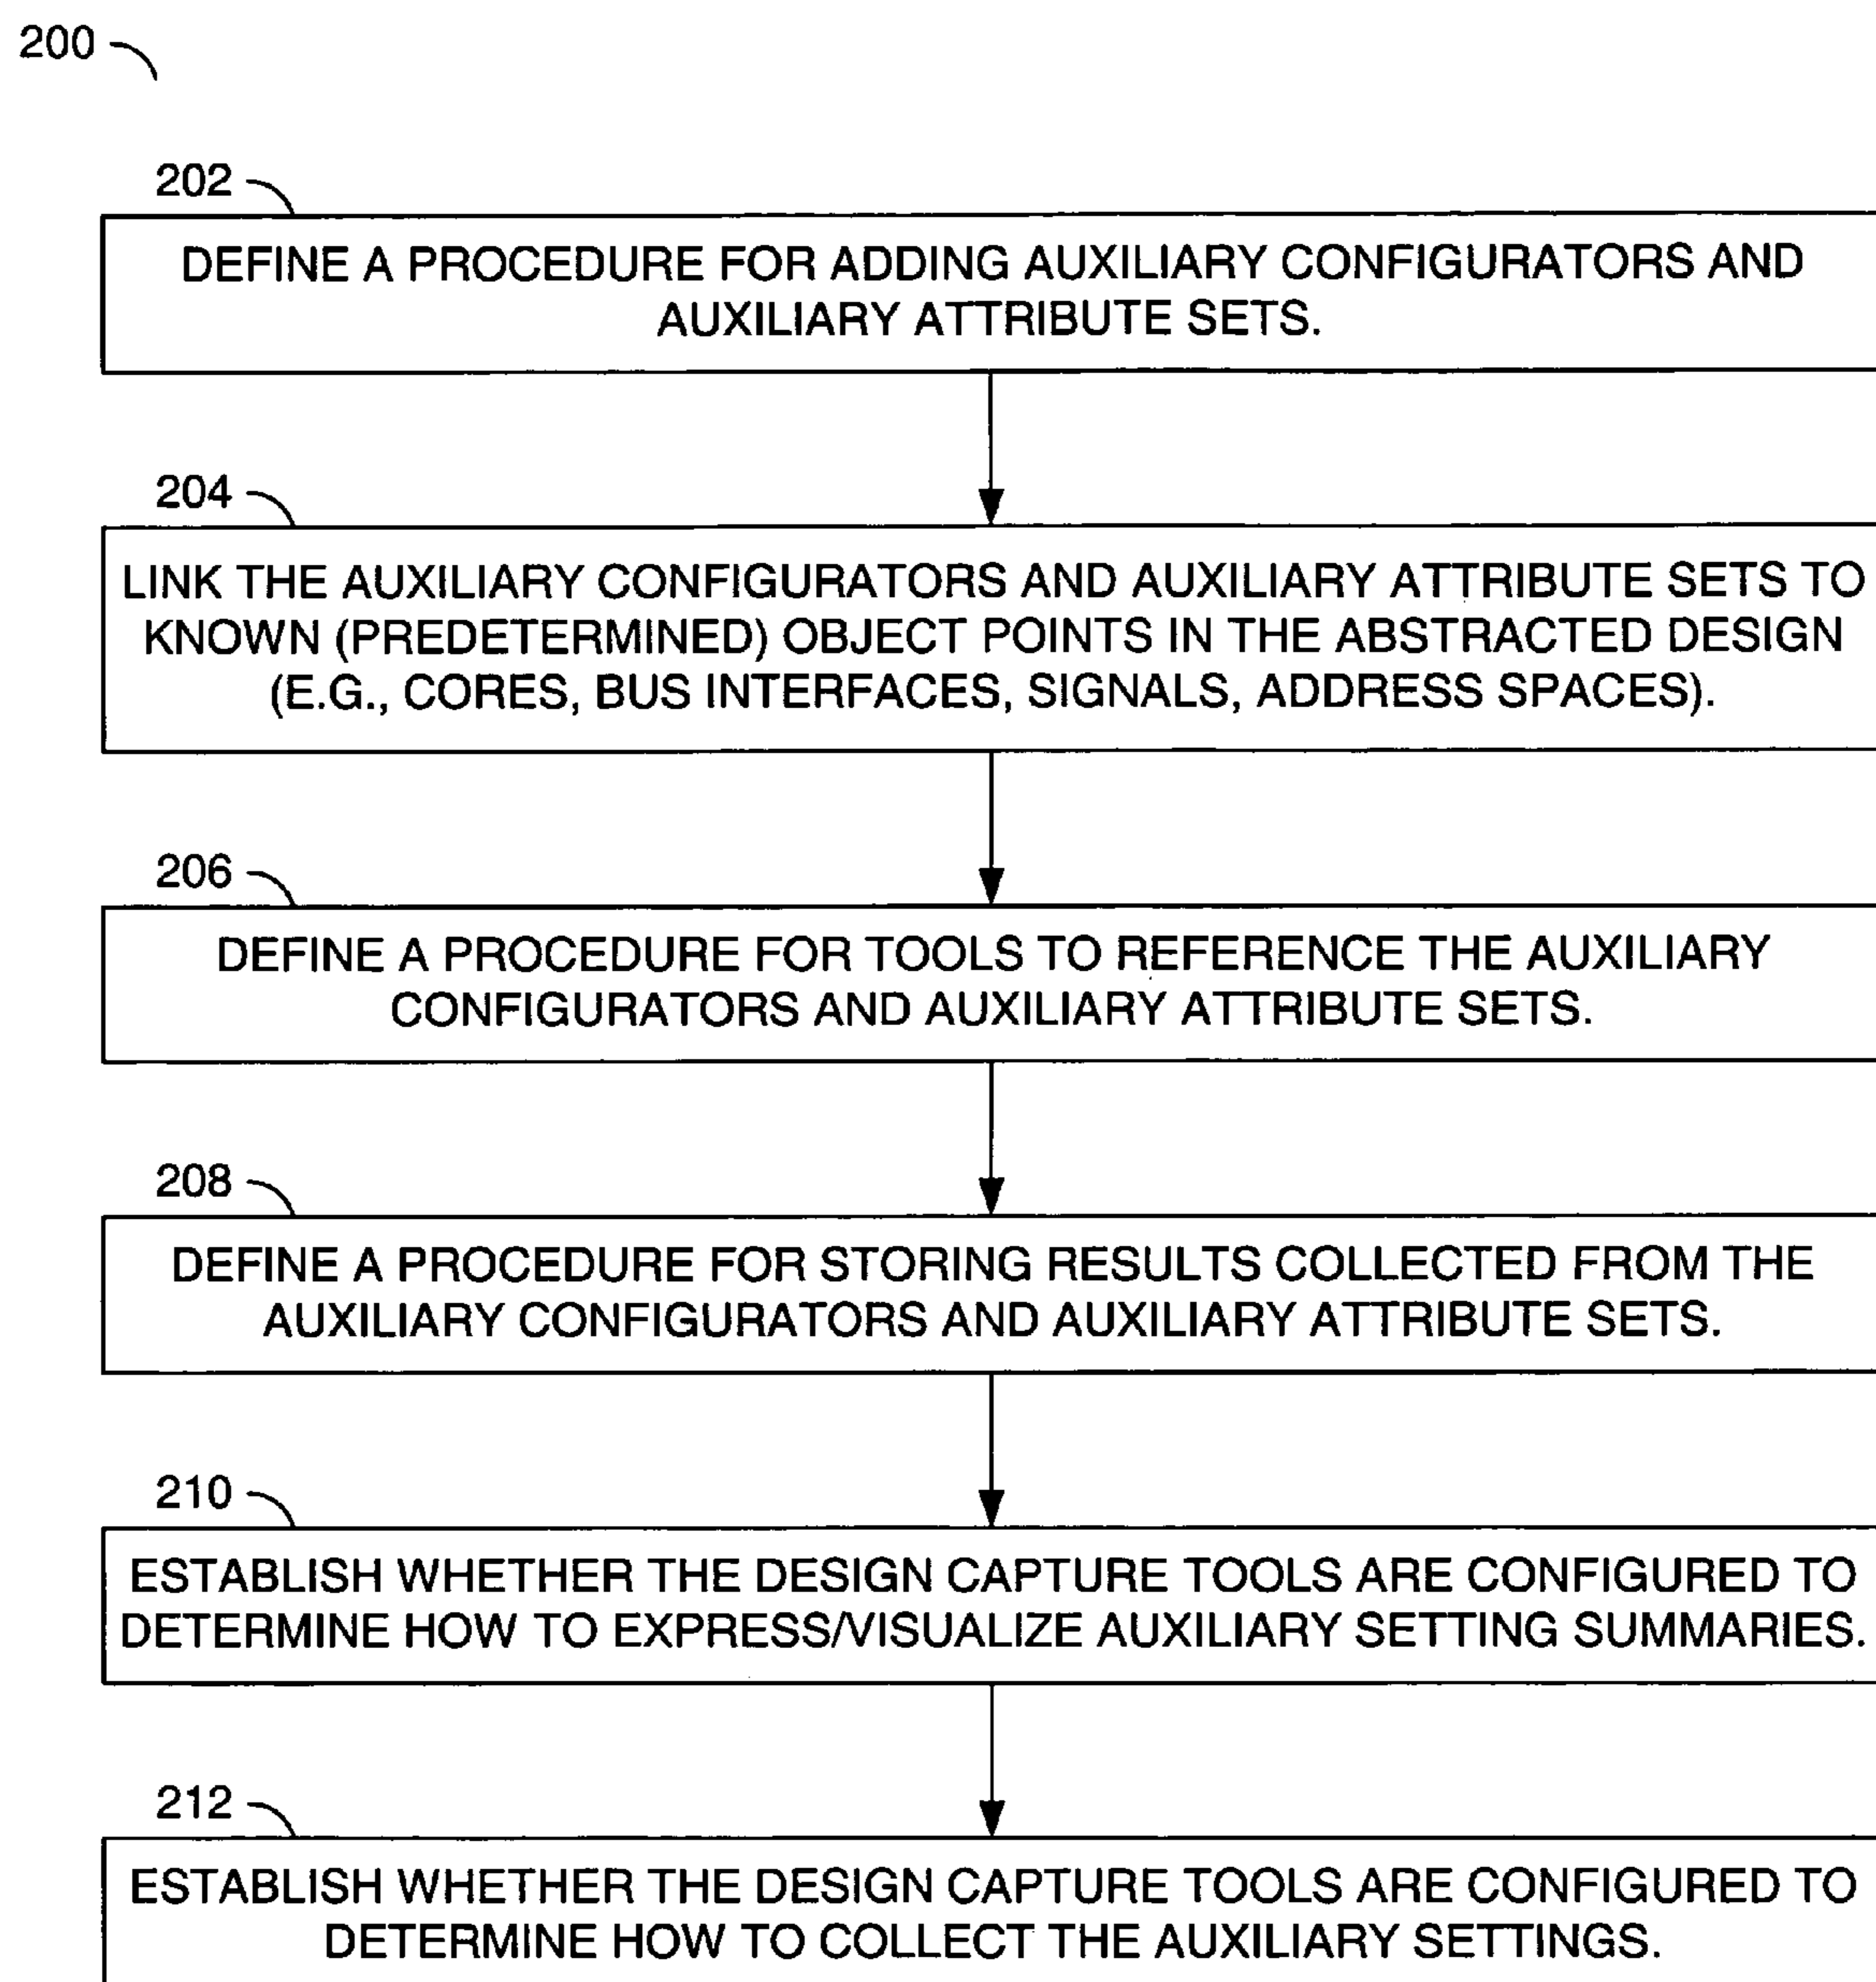 200
202
DEFINE A PROCEDURE FOR ADDING AUXILIARY CONFIGURATORS AND
AUXILIARY ATTRIBUTE SETS.
204
LINK THE AUXILIARY CONFIGURATORS AND AUXILIARY ATTRIBUTE SETS TO
KNOWN (PREDETERMINED) OBJECT POINTS IN THE ABSTRACTED DESIGN
(E.G., CORES, BUS INTERFACES, SIGNALS, ADDRESS SPACES).
206
DEFINE A PROCEDURE FOR TOOLS TO REFERENCE THE AUXILIARY
CONFIGURATORS AND AUXILIARY ATTRIBUTE SETS.
208
DEFINE A PROCEDURE FOR STORING RESULTS COLLECTED FROM THE
AUXILIARY CONFIGURATORS AND AUXILIARY ATTRIBUTE SETS.
210
ESTABLISH WHETHER THE DESIGN CAPTURE TOOLS ARE CONFIGURED TO
DETERMINE HOW TO EXPRESS/VISUALIZE AUXILIARY SETTING SUMMARIES.
212
ESTABLISH WHETHER THE DESIGN CAPTURE TOOLS ARE CONFIGURED TO
DETERMINE HOW TO COLLECT THE AUXILIARY SETTINGS.